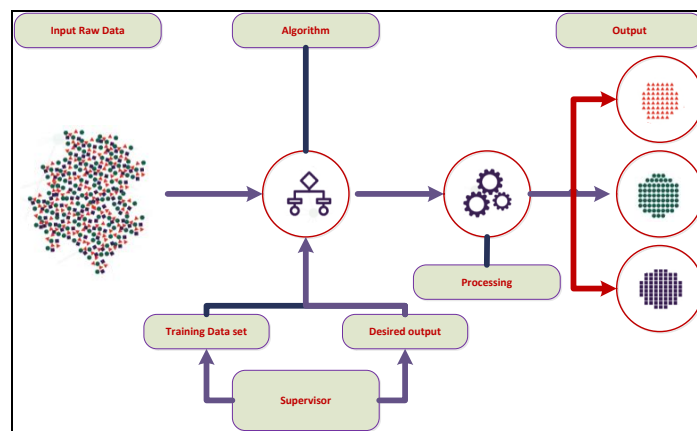 Input Raw Data
Algorithm
Output
Processing
Training Data set
Desired output
Supervisor